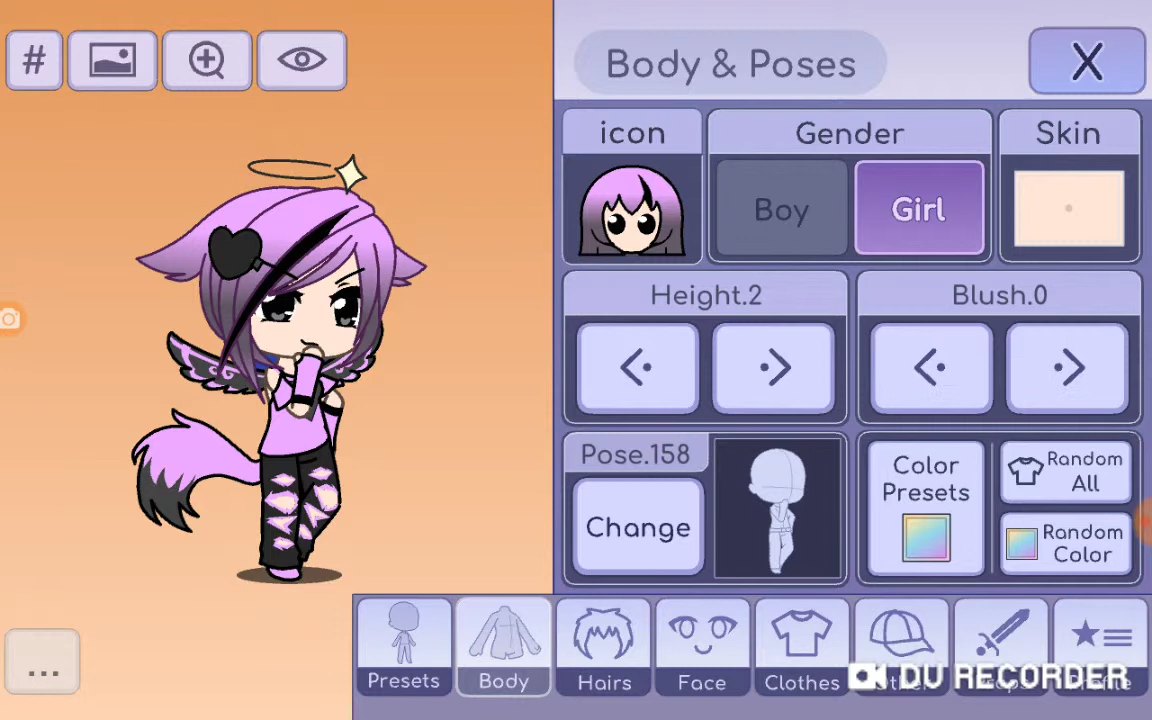 #
Body & Poses
X
icon
Gender
Skin
Boy
Girl
Height.2
Blush.0
Pose.158
Change
Color
Presets
Random
All
Random
Color
...
Presets
Body
Hairs
Face
Clothes
DU RECORDER